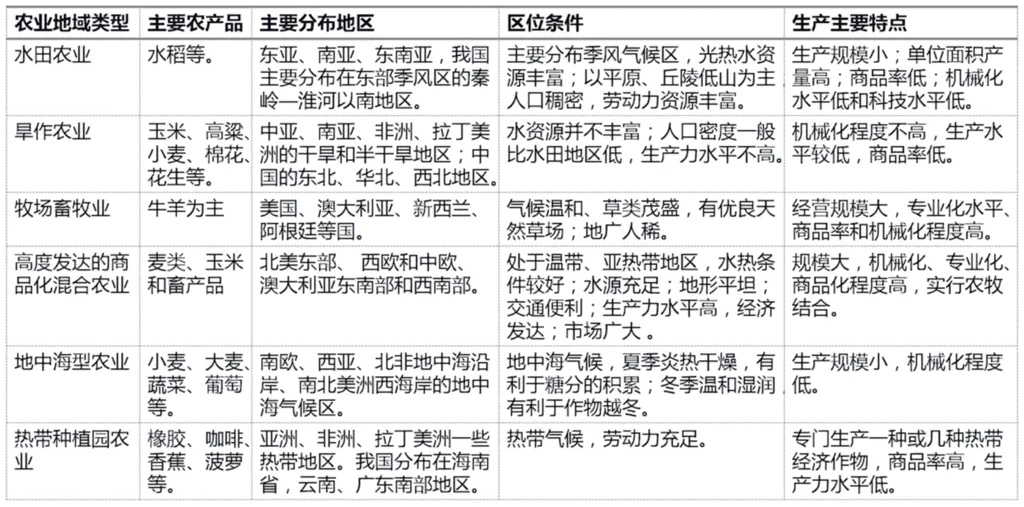 农业地域类型 主要农产品 主要分布地区 区位条件 生产主要特点
水田农业
水稻等。
东亚、南亚、东南亚，我国
主要分布在东部季风区的秦
岭—淮河以南地区。
主要分布季风气候区，光热水资
源丰富；以平原、丘陵低山为主
人口稠密，劳动力资源丰富。
生产规模小；单位面积产
量高；商品率低；机械化
水平低和科技水平低。
旱作农业
玉米、高粱、
小麦、棉花、
花生等。
中亚、南亚、非洲、拉丁美
洲的干旱和半干旱地区；中
国的东北、华北、西北地区。
水资源并不丰富；人口密度一般
比水田地区低，生产力水平不高。
机械化程度不高，生产水
平较低，商品率低。
牧场畜牧业
牛羊为主
美国、澳大利亚、新西兰、
阿根廷等国。
气候温和、草类茂盛，有优良天
然草场；地广人稀。
经营规模大，专业化水平、
商品率和机械化程度高。
高度发达的商
品化混合农业
麦类、玉米
和畜产品
北美东部、 西欧和中欧、
澳大利亚东南部和西南部。
处于温带、亚热带地区，水热条
件较好；水源充足；地形平坦；
交通便利；生产力水平高，经济
发达；市场广大 。
规模大，机械化、专业化、
商品化程度高，实行农牧
结合。
地中海型农业
小麦、大麦、
蔬菜、葡萄
等。
南欧、西亚、北非地中海沿
岸、南北美洲西海岸的地中
海气候区。
地中海气候，夏季炎热干燥，有
利于糖分的积累；冬季温和湿润
有利于作物越冬。
生产规模小，机械化程度
低。
热带种植园农
业
橡胶、咖啡、
香蕉、菠萝
等。
亚洲、非洲、拉丁美洲一些
热带地区。我国分布在海南
省，云南、广东南部地区。
热带气候，劳动力充足。
专门生产一种或几种热带
经济作物，商品率高，生
产力水平低。